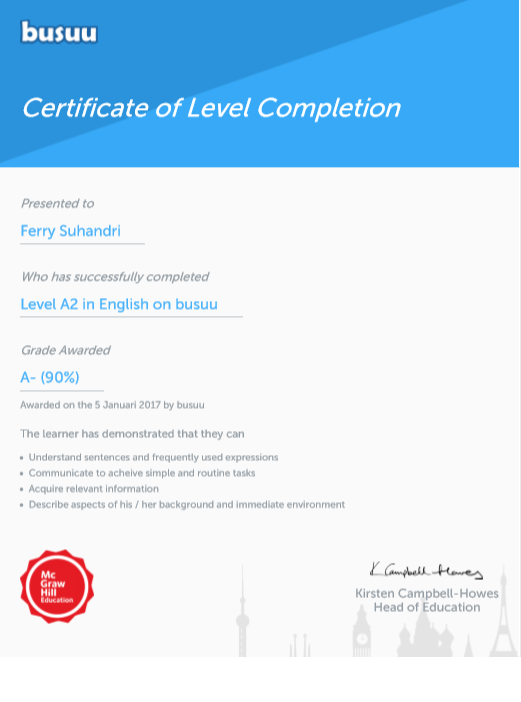 busuu
Certificate of Level Completion
Presented to
Ferry Suhandri
Who has successfully completed
Level A2 in English on busuu
Grade Awarded
A- (90%)
Awarded on the 5 Januari 2017 by busuu
The learner has demonstrated that they can
• Understand sentences and frequently used expressions
• Communicate to acheive simple and routine tasks
• Acquire relevant information
• Describe aspects of his / her background and immediate environment
Mc
Graw
Hill
Education
K Campbell-Howes
Kirsten Campbell-Howes
Head of Education